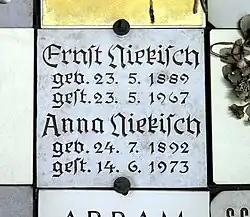 Ernst Niekisch
geb. 23. 5. 1889
gest. 23. 5. 1967
Anna Niekisch
geb. 24. 7. 1892
gest. 14. 6. 1973
ABRAM